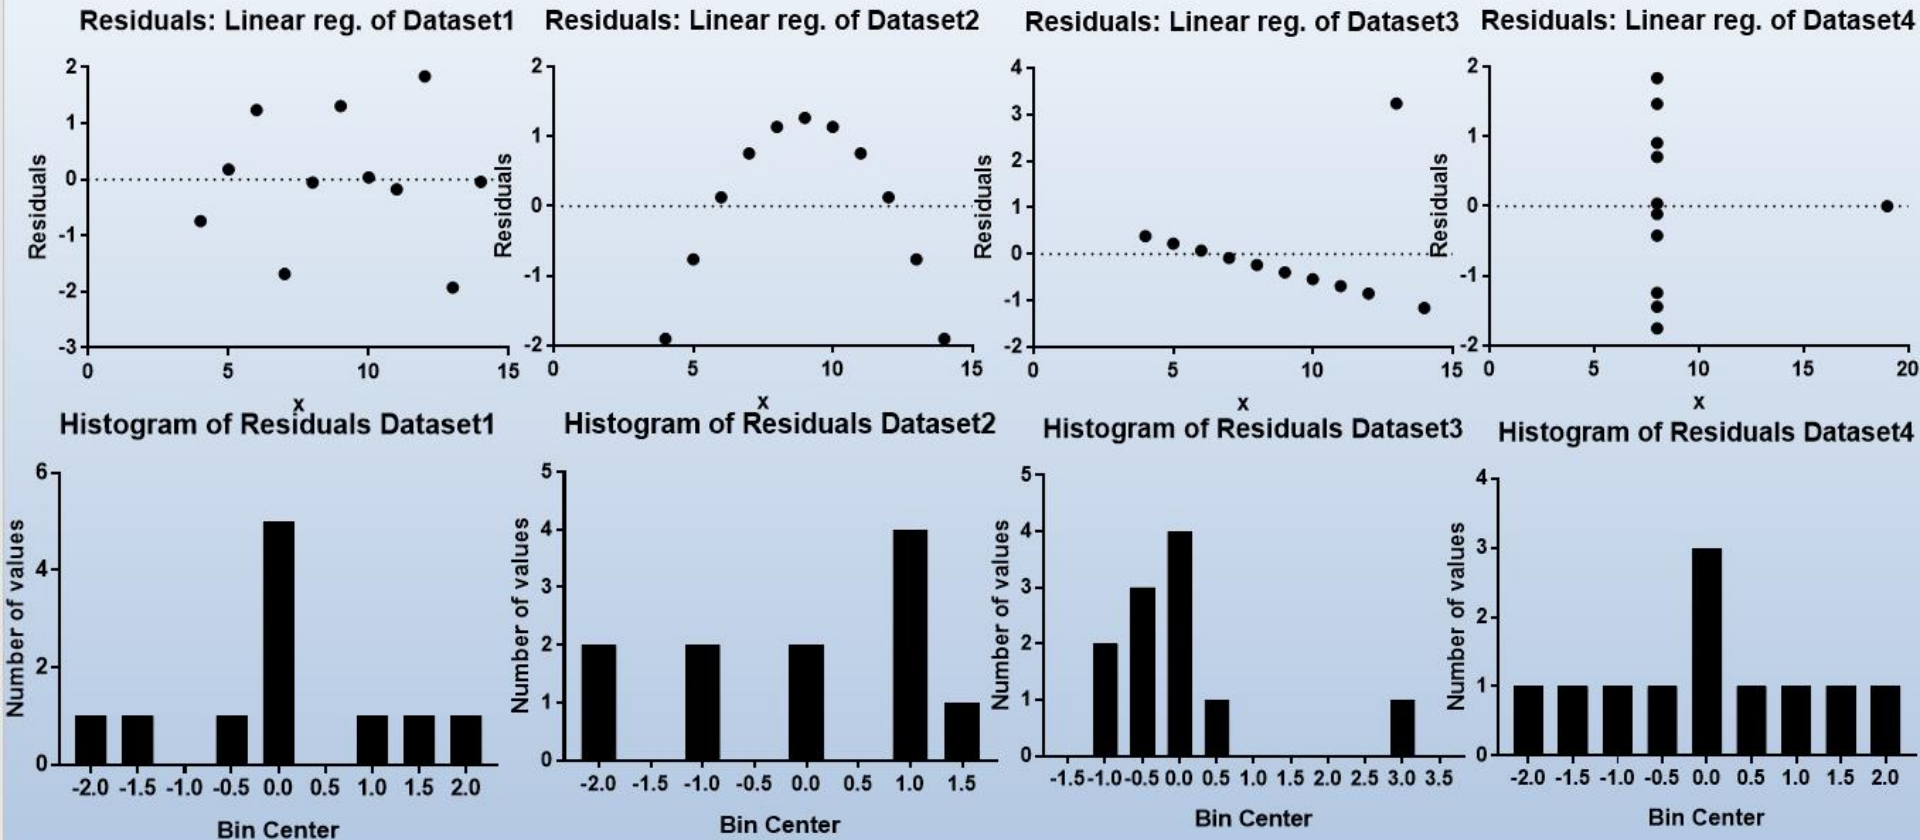 Residuals: Linear reg. of Dataset1
2
1
0
-1
-2
-3
0 5 10 15
Residuals
x
Residuals: Linear reg. of Dataset2
2
1
0
-1
-2
0 5 10 15
Residuals
x
Residuals: Linear reg. of Dataset3
4
3
2
1
0
-1
-2
0 5 10 15
Residuals
x
Residuals: Linear reg. of Dataset4
2
1
0
-1
-2
0 5 10 15 20
Residuals
x
Histogram of Residuals Dataset1
6
4
2
0
Number of values
-2.0 -1.5 -1.0 -0.5 0.0 0.5 1.0 1.5 2.0
Bin Center
Histogram of Residuals Dataset2
5
4
3
2
1
0
Number of values
-2.0 -1.5 -1.0 -0.5 0.0 0.5 1.0 1.5
Bin Center
Histogram of Residuals Dataset3
5
4
3
2
1
0
Number of values
-1.5 -1.0 -0.5 0.0 0.5 1.0 1.5 2.0 2.5 3.0 3.5
Bin Center
Histogram of Residuals Dataset4
4
3
2
1
0
Number of values
-2.0 -1.5 -1.0 -0.5 0.0 0.5 1.0 1.5 2.0
Bin Center